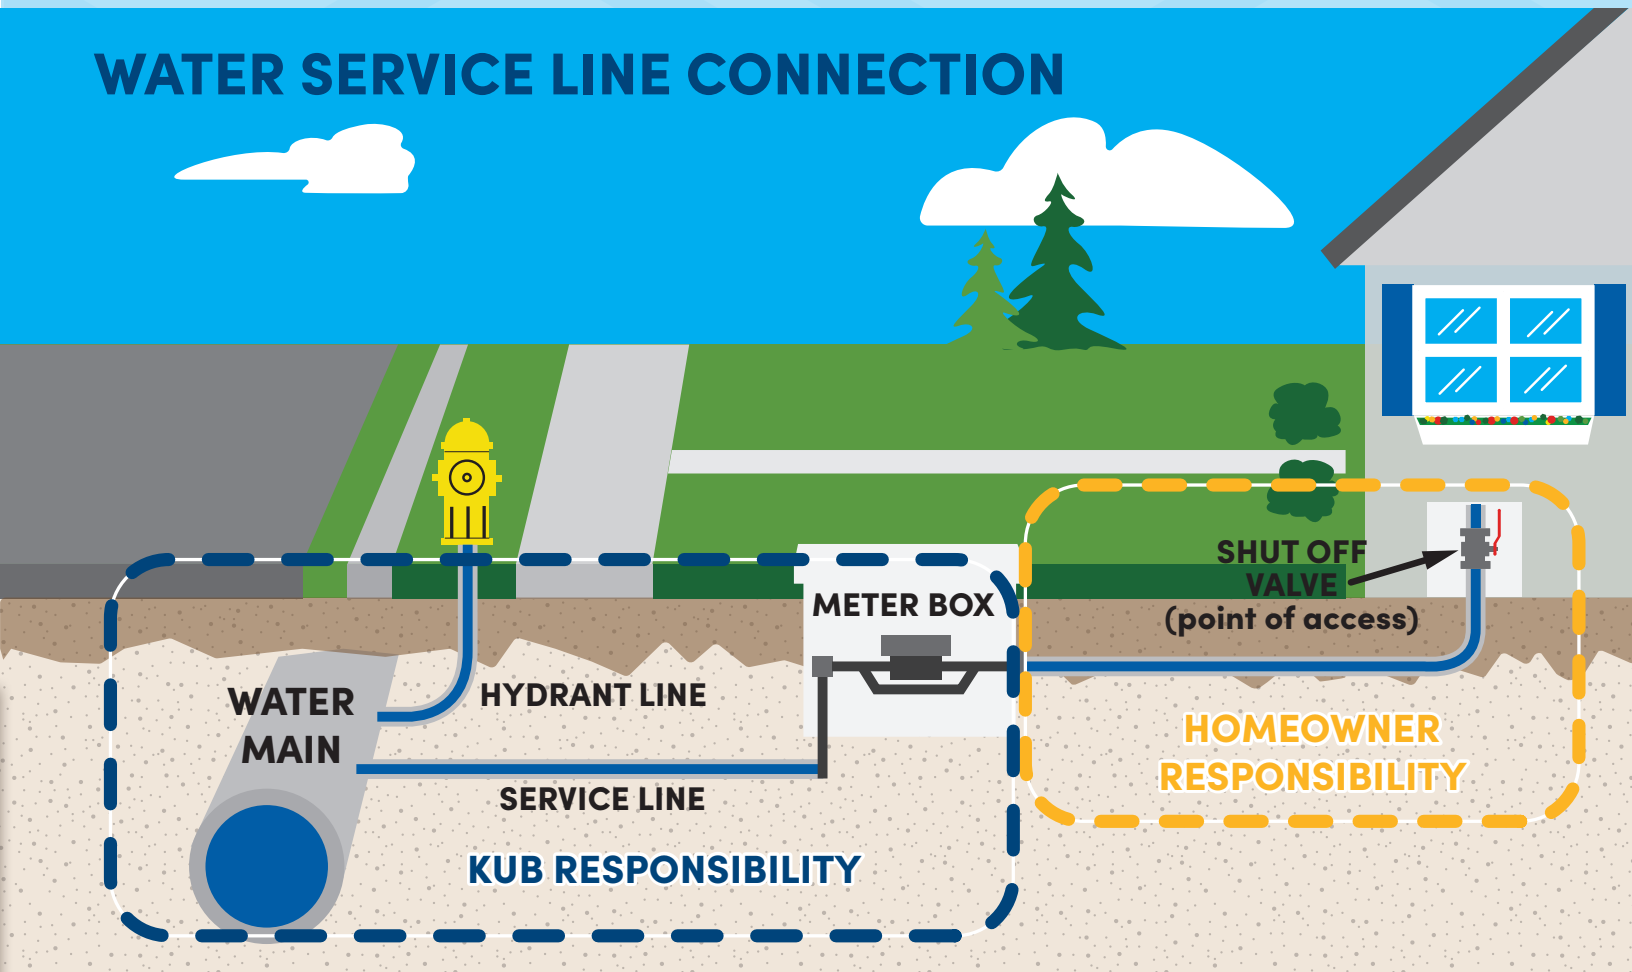 WATER SERVICE LINE CONNECTION
SHUT OFF
VALVE
(point of access)
METER BOX
WATER
MAIN
HYDRANT LINE
SERVICE LINE
HOMEOWNER
RESPONSIBILITY
KUB RESPONSIBILITY